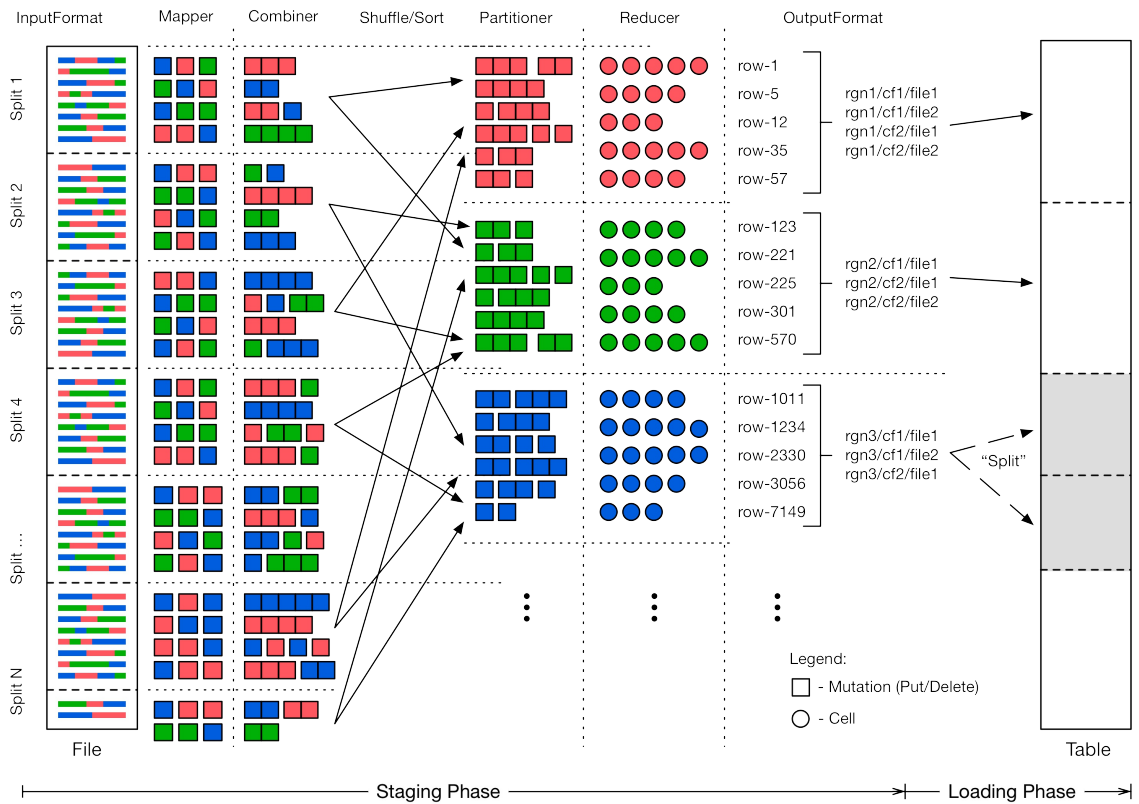 InputFormat
Mapper
Combiner
Shuffle/Sort
Partitioner
Reducer
OutputFormat
Split 1
Split 2
Split 3
Split 4
Split ...
Split N
row-1
row-5
row-12
row-35
row-57
rgn1/cf1/file1
rgn1/cf1/file2
rgn1/cf2/file1
rgn1/cf2/file2
row-123
row-221
row-225
row-301
row-570
rgn2/cf1/file1
rgn2/cf2/file1
rgn2/cf2/file2
row-1011
row-1234
row-2330
row-3056
row-7149
rgn3/cf1/file1
rgn3/cf1/file2
rgn3/cf2/file1
“Split”
Legend:
- Mutation (Put/Delete)
- Cell
File
Table
Staging Phase
Loading Phase